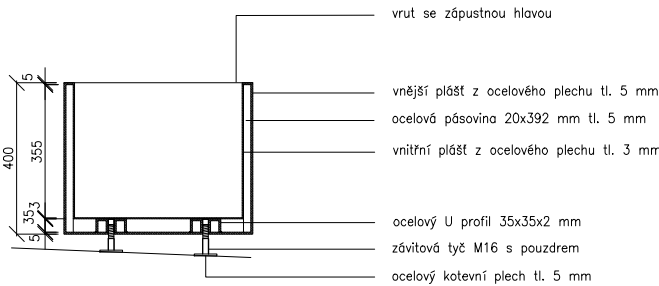 vrut se zápustnou hlavou
vnější plášť z ocelového plechu tl. 5 mm
ocelová pásovina 20x392 mm tl. 5 mm
vnitřní plášť z ocelového plechu tl. 3 mm
ocelový U profil 35x35x2 mm
závitová tyč M16 s pouzdrem
ocelový kotevní plech tl. 5 mm
400
5
355
3
35
5